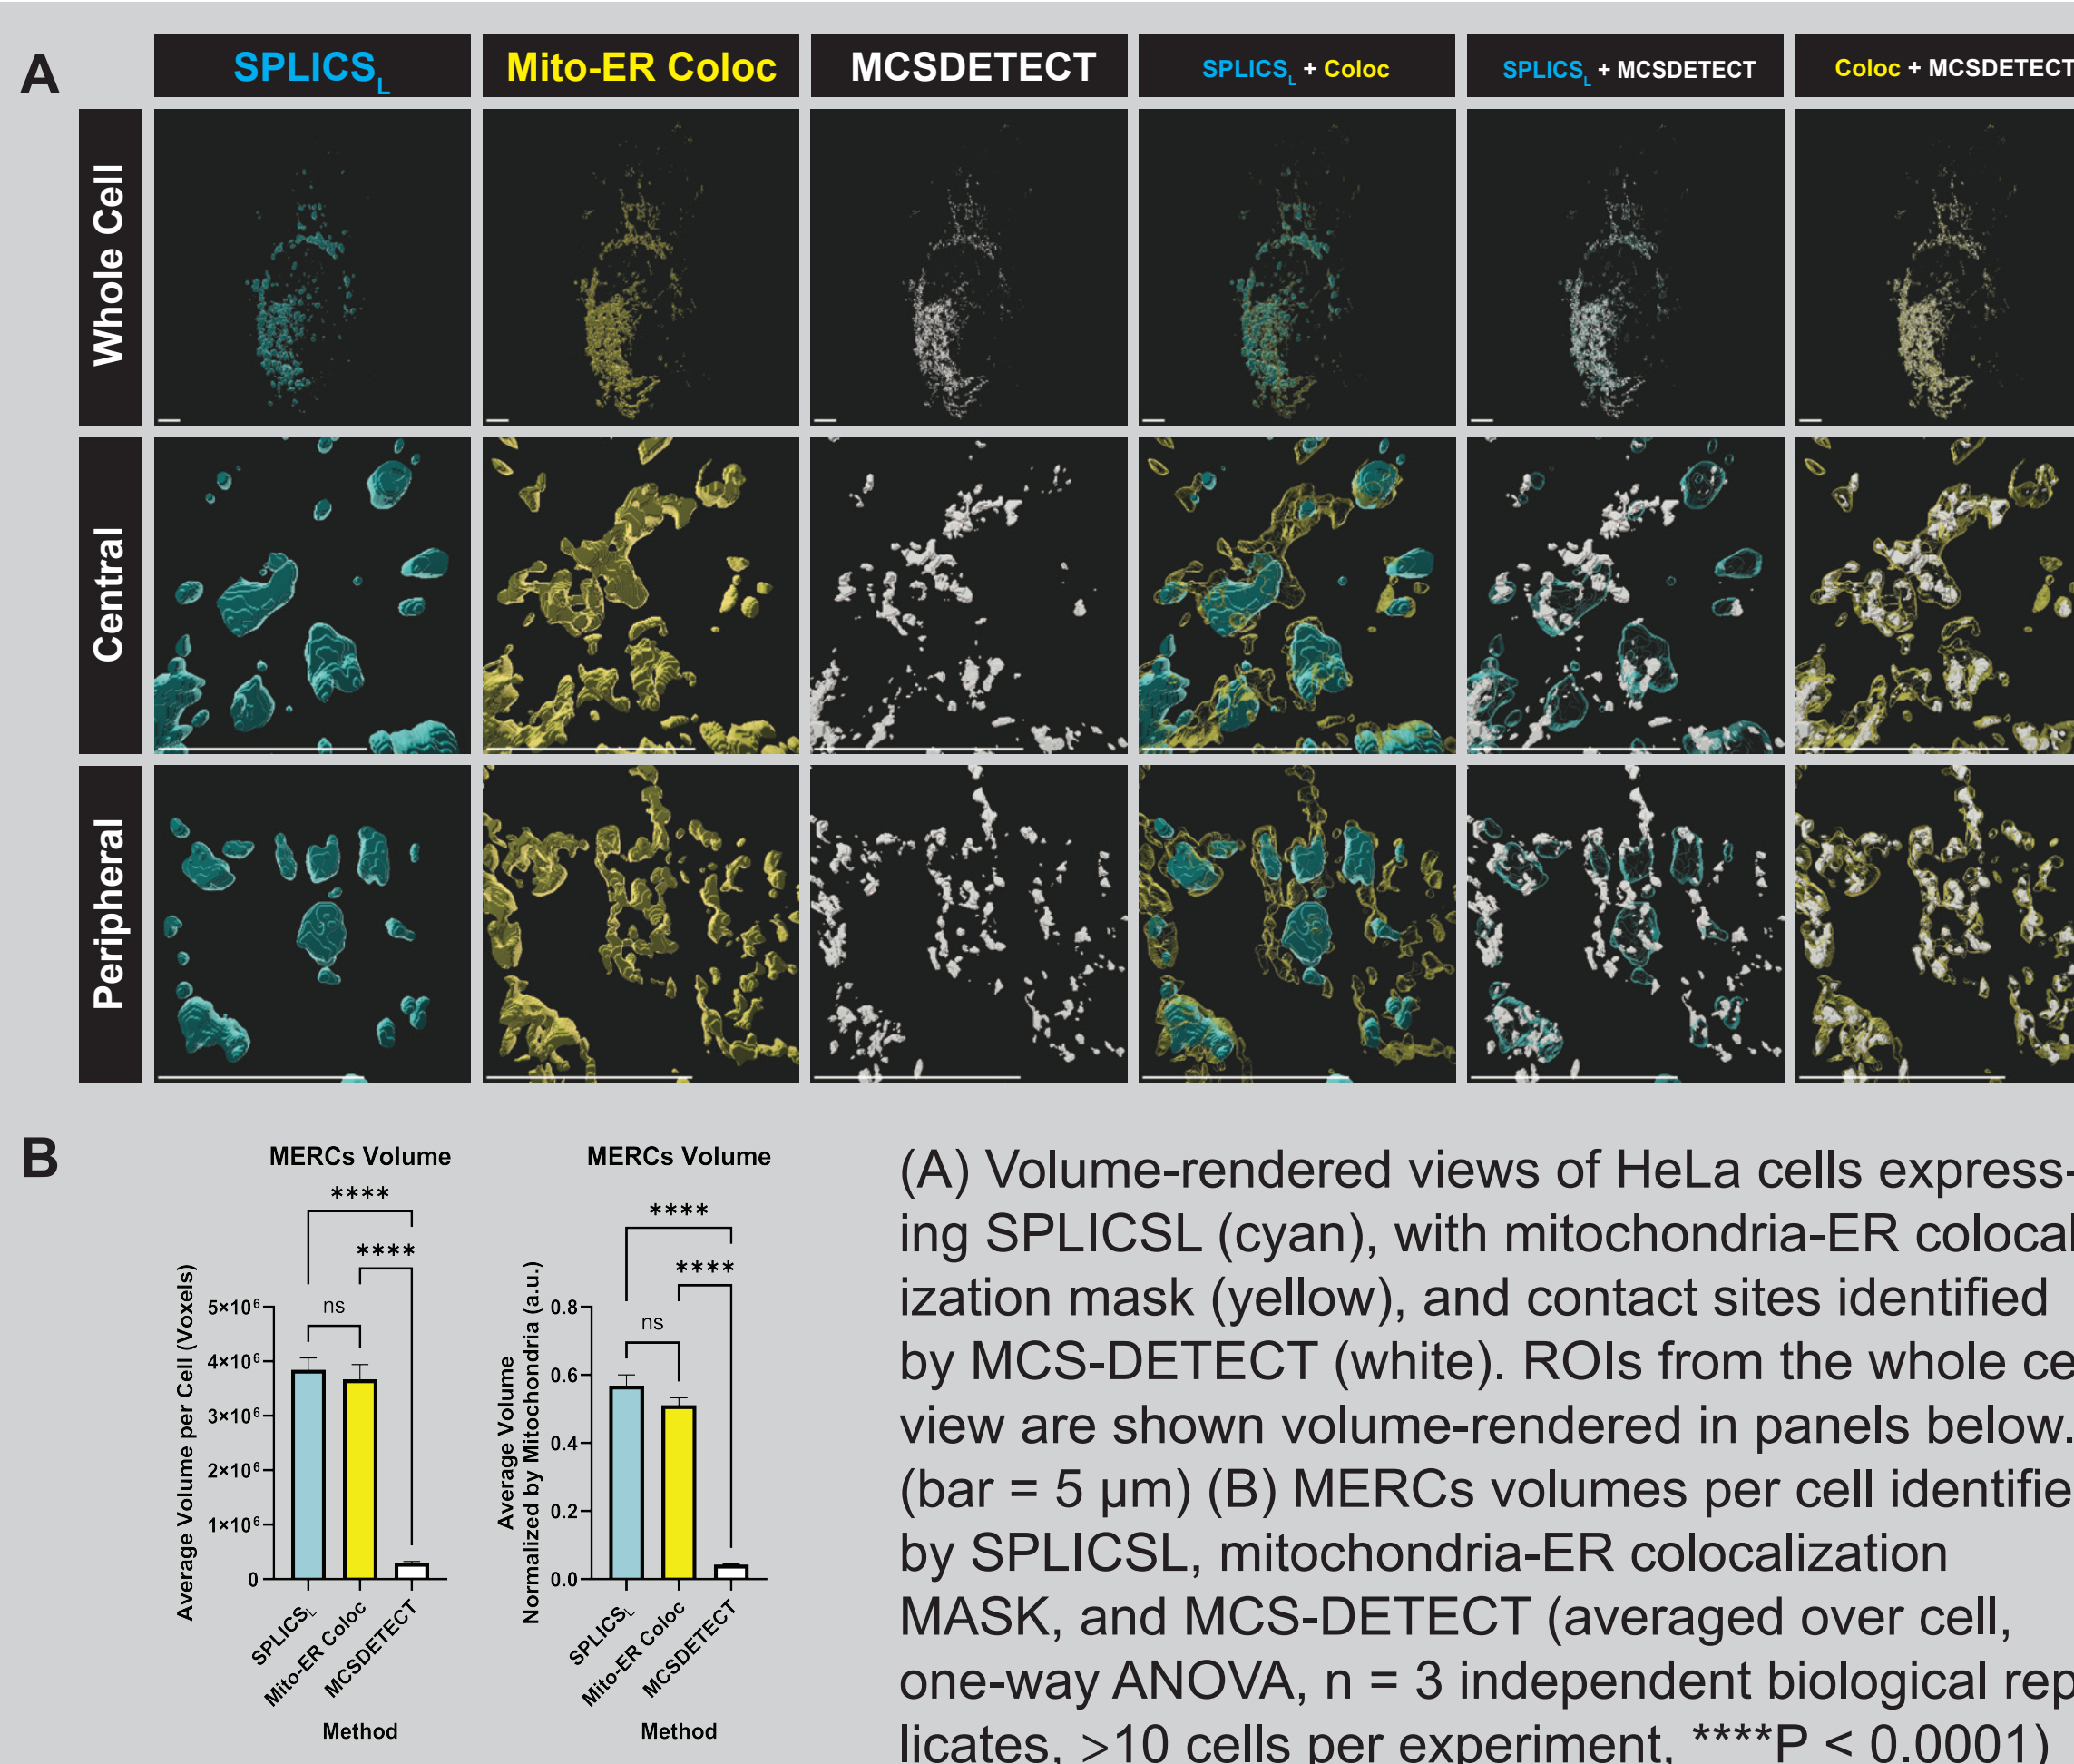 A
SPLICSL
Mito-ER Coloc
MCSDETECT
SPLICSL + Coloc
SPLICSL + MCSDETECT
Coloc + MCSDETECT
Whole Cell
Central
Peripheral
B
MERCs Volume
****
****
ns
Average Volume per Cell (Voxels)
5×10⁶
4×10⁶
3×10⁶
2×10⁶
1×10⁶
0
SPLICSL
Mito-ER Coloc
MCSDETECT
Method
MERCs Volume
****
****
ns
Average Volume
Normalized by Mitochondria (a.u.)
0.8
0.6
0.4
0.2
0.0
SPLICSL
Mito-ER Coloc
MCSDETECT
Method
(A) Volume-rendered views of HeLa cells express-
ing SPLICSL (cyan), with mitochondria-ER colocal
ization mask (yellow), and contact sites identified
by MCS-DETECT (white). ROIs from the whole ce
view are shown volume-rendered in panels below.
(bar = 5 μm) (B) MERCs volumes per cell identifie
by SPLICSL, mitochondria-ER colocalization
MASK, and MCS-DETECT (averaged over cell,
one-way ANOVA, n = 3 independent biological rep
licates, >10 cells per experiment, ****P < 0.0001)